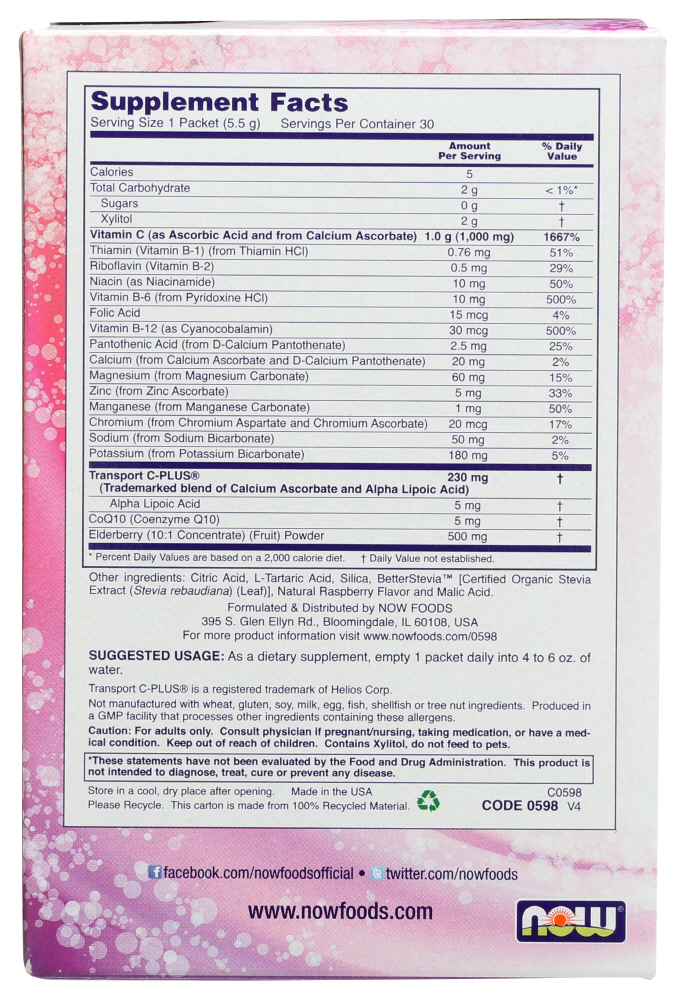 Supplement Facts
Serving Size 1 Packet (5.5 g) Servings Per Container 30
Amount Per Serving % Daily Value
Calories 5
Total Carbohydrate 2 g < 1%*
Sugars 0 g †
Xylitol 2 g †
Vitamin C (as Ascorbic Acid and from Calcium Ascorbate) 1.0 g (1,000 mg) 1667%
Thiamin (Vitamin B-1) (from Thiamin HCl) 0.76 mg 51%
Riboflavin (Vitamin B-2) 0.5 mg 29%
Niacin (as Niacinamide) 10 mg 50%
Vitamin B-6 (from Pyridoxine HCl) 10 mg 500%
Folic Acid 15 mcg 4%
Vitamin B-12 (as Cyanocobalamin) 30 mcg 500%
Pantothenic Acid (from D-Calcium Pantothenate) 2.5 mg 25%
Calcium (from Calcium Ascorbate and D-Calcium Pantothenate) 20 mg 2%
Magnesium (from Magnesium Carbonate) 60 mg 15%
Zinc (from Zinc Ascorbate) 5 mg 33%
Manganese (from Manganese Carbonate) 1 mg 50%
Chromium (from Chromium Aspartate and Chromium Ascorbate) 20 mcg 17%
Sodium (from Sodium Bicarbonate) 50 mg 2%
Potassium (from Potassium Bicarbonate) 180 mg 5%
Transport C-PLUS® 230 mg †
(Trademarked blend of Calcium Ascorbate and Alpha Lipoic Acid)
Alpha Lipoic Acid 5 mg †
CoQ10 (Coenzyme Q10) 5 mg †
Elderberry (10:1 Concentrate) (Fruit) Powder 500 mg †
* Percent Daily Values are based on a 2,000 calorie diet. † Daily Value not established.
Other ingredients: Citric Acid, L-Tartaric Acid, Silica, BetterStevia™ [Certified Organic Stevia
Extract (Stevia rebaudiana) (Leaf)], Natural Raspberry Flavor and Malic Acid.
Formulated & Distributed by NOW FOODS
395 S. Glen Ellyn Rd., Bloomingdale, IL 60108, USA
For more product information visit www.nowfoods.com/0598
SUGGESTED USAGE: As a dietary supplement, empty 1 packet daily into 4 to 6 oz. of
water.
Transport C-PLUS® is a registered trademark of Helios Corp.
Not manufactured with wheat, gluten, soy, milk, egg, fish, shellfish or tree nut ingredients. Produced in
a GMP facility that processes other ingredients containing these allergens.
Caution: For adults only. Consult physician if pregnant/nursing, taking medication, or have a med-
ical condition. Keep out of reach of children. Contains Xylitol, do not feed to pets.
*These statements have not been evaluated by the Food and Drug Administration. This product is
not intended to diagnose, treat, cure or prevent any disease.
Store in a cool, dry place after opening. Made in the USA C0598
Please Recycle. This carton is made from 100% Recycled Material. CODE 0598 V4
facebook.com/nowfoodsofficial • twitter.com/nowfoods
www.nowfoods.com
NOW®